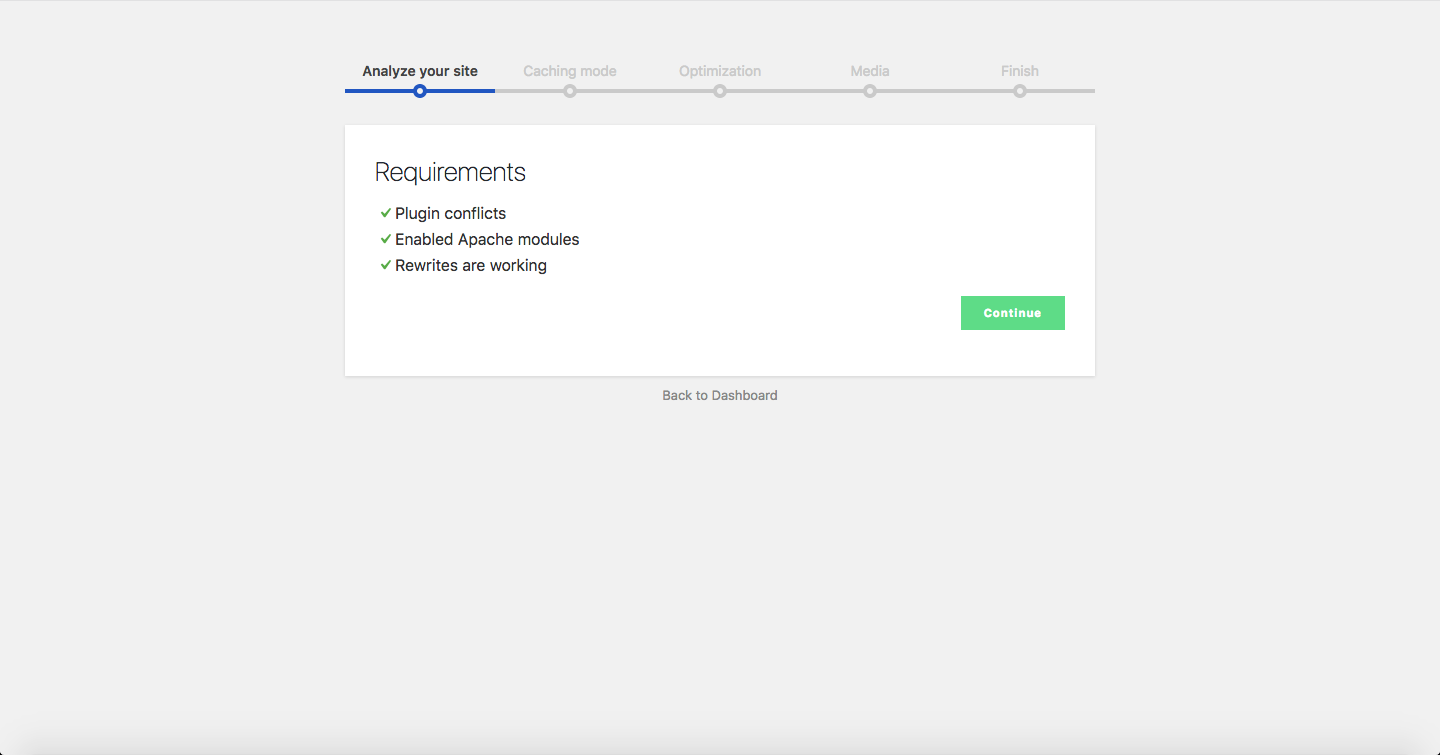 Analyze your site Caching mode Optimization Media Finish
Requirements
Plugin conflicts
Enabled Apache modules
Rewrites are working
Continue
Back to Dashboard